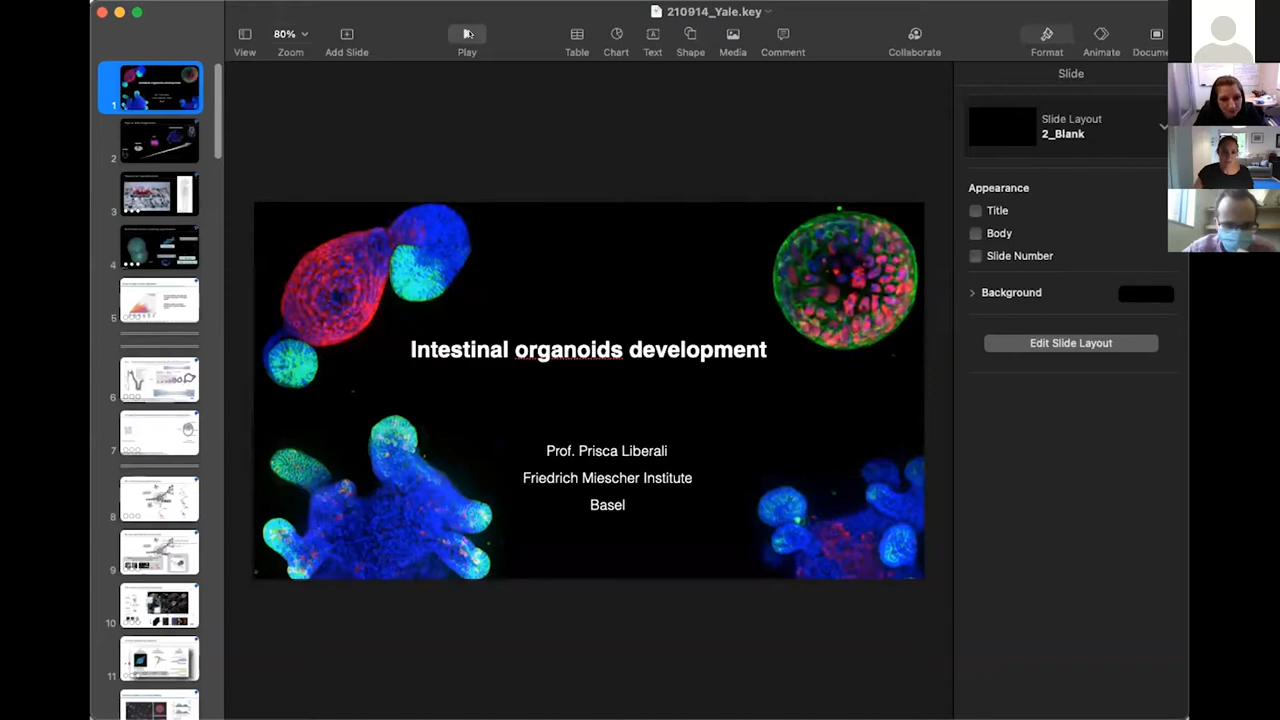 210914_Yale.key
80%
View
Zoom
Add Slide
Play
Table
Chart
Text
Shape
Media
Comment
Collaborate
Format
Animate
Docume
Slide
Slide Layout
2_Blank
Appearance
Title
Body
Slide Number
Background
Edit Slide Layout
1
2
3
4
5
6
7
8
9
10
11
Intestinal organoids development
Prof. Prisca Liberali
Friedrich Miescher Institute
Basel